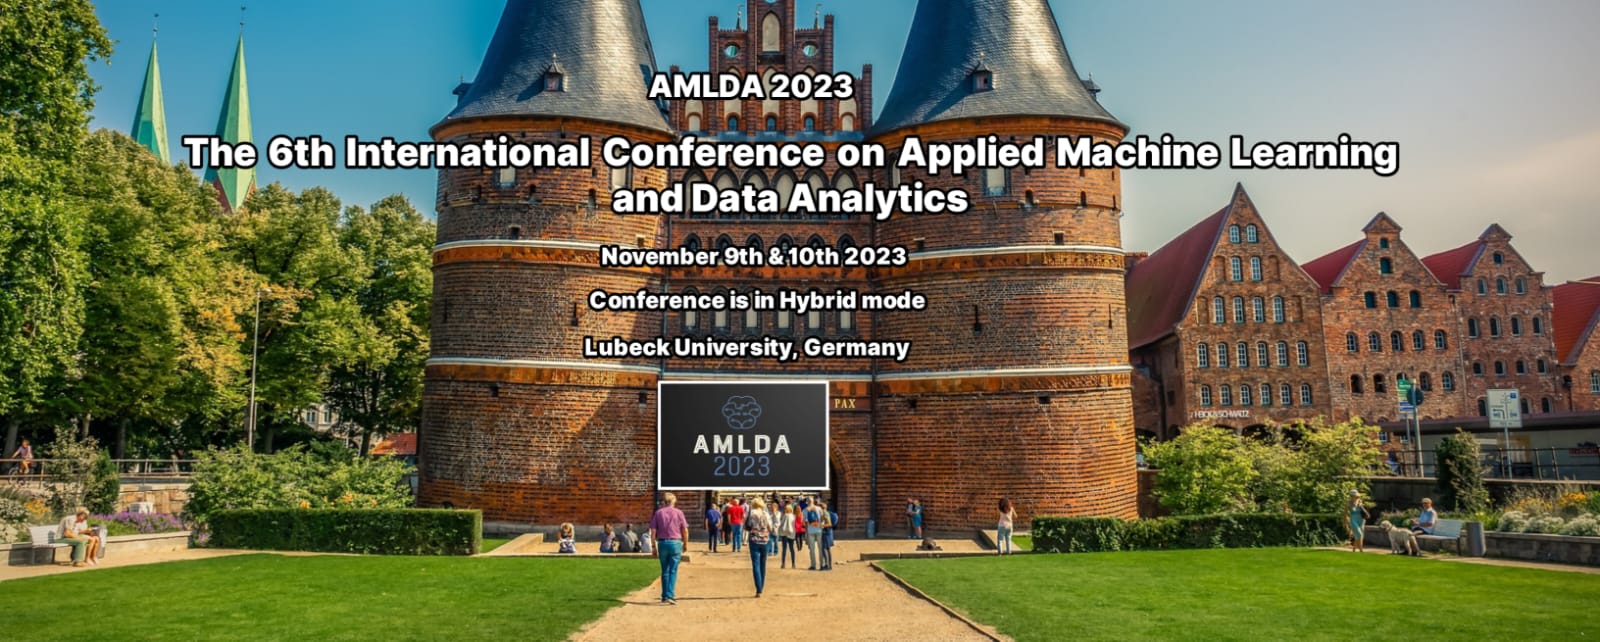 AMLDA 2023
The 6th International Conference on Applied Machine Learning
and Data Analytics
November 9th & 10th 2023
Conference is in Hybrid mode
Lubeck University, Germany
PAX
AMLDA
2023